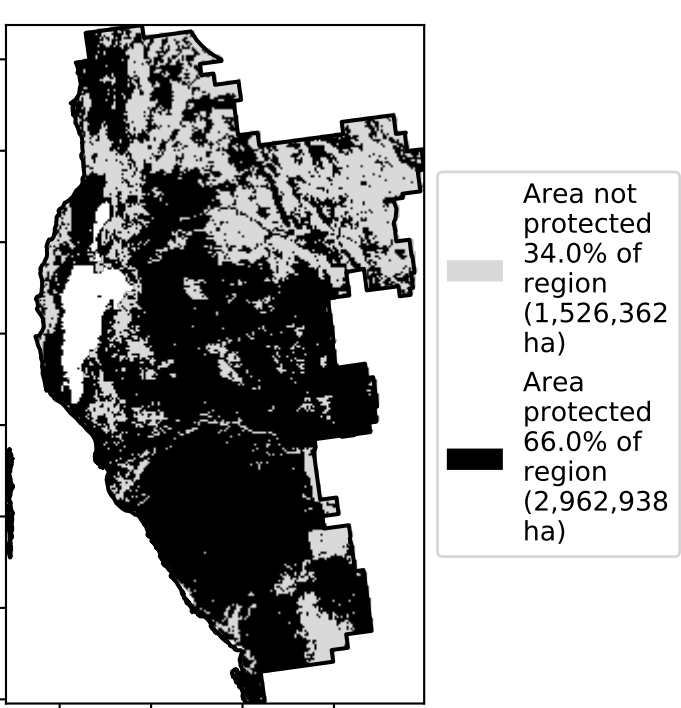 Area not
protected
34.0% of
region
(1,526,362
ha)
Area
protected
66.0% of
region
(2,962,938
ha)